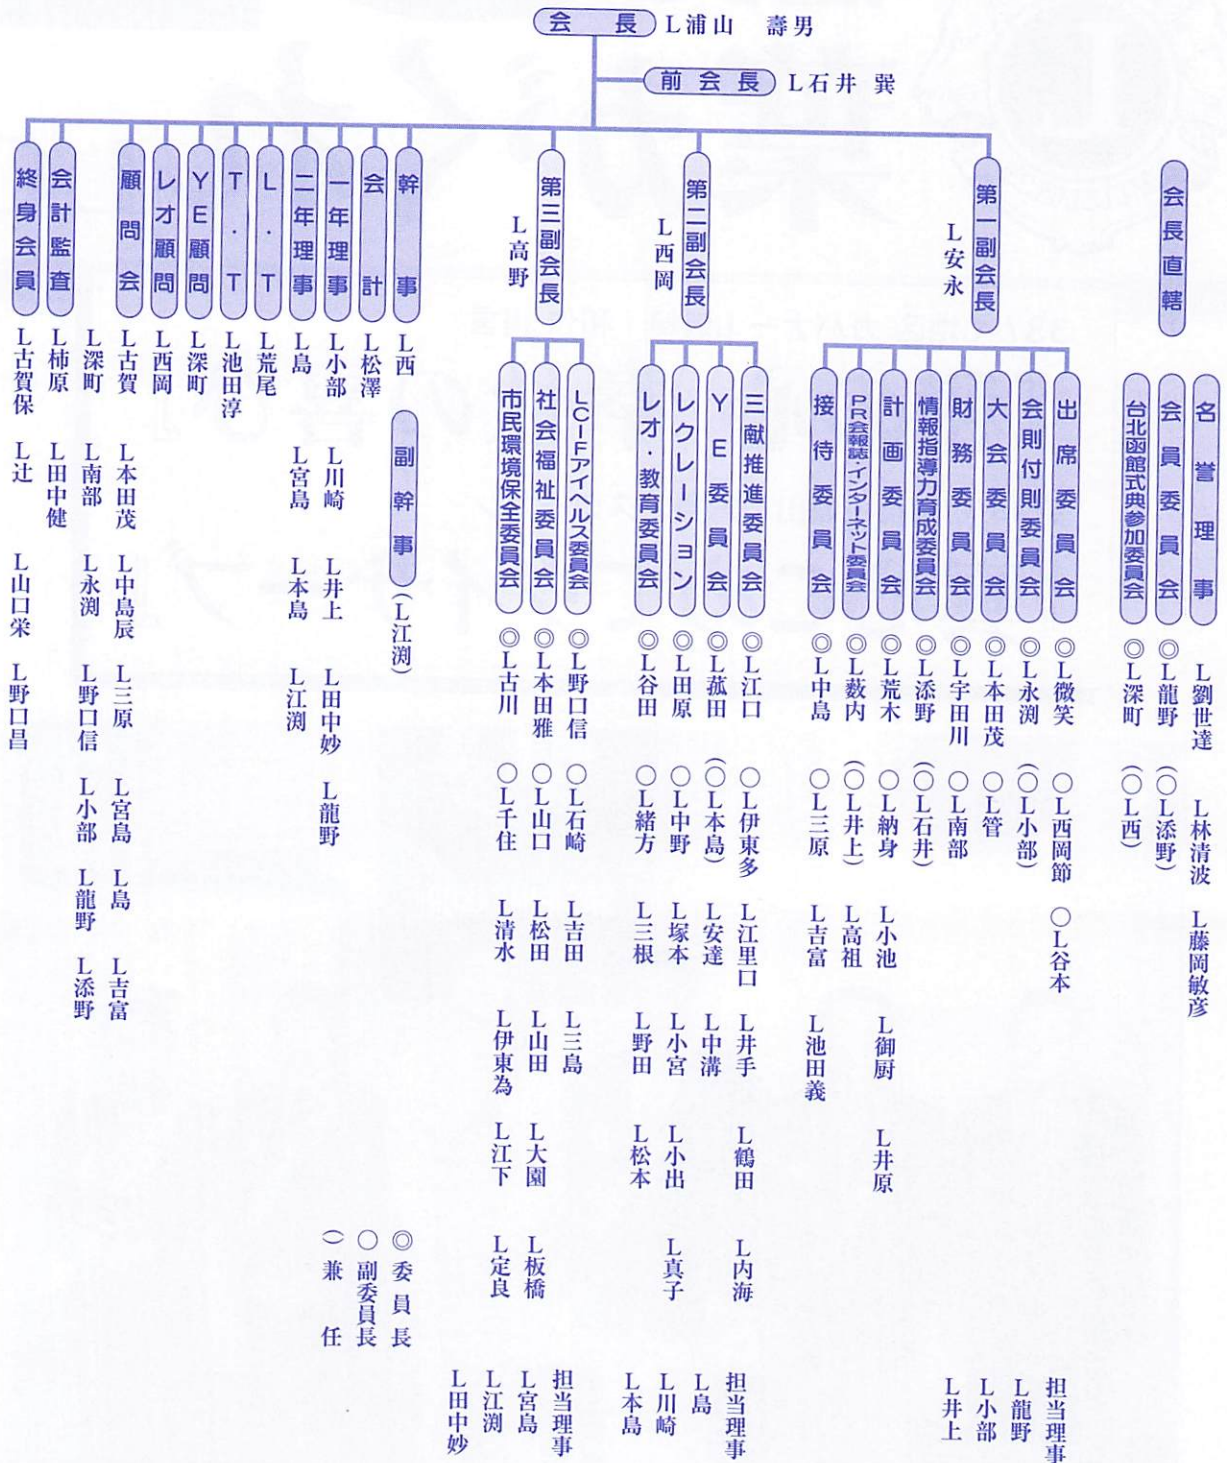 会長 L浦山 壽男
前会長 L石井 巽
会長直轄
名誉理事 L劉世達 L林清波 L藤岡敏彦
会員委員会 ◎L龍野 (○L添野)
台北函館式典参加委員会 ◎L深町 (○L西)
第一副会長 L安永
出席委員会 ◎L微笑 ○L西岡節 ○L谷本
会則付則委員会 ◎L永渕 (○L小部)
大会委員会 ◎L本田茂 ○L管
財務委員会 ◎L宇田川 ○L南部
情報指導力育成委員会 ◎L添野 (○L石井)
計画委員会 ◎L荒木 ○L納身 L小池 L御厨 L井原
PR会報誌・インターネット委員会 ◎L薮内 (○L井上) L高祖
接待委員会 ◎L中島 ○L三原 L吉富 L池田義
担当理事
L龍野
L小部
L井上
第二副会長 L西岡
三献推進委員会 ◎L江口 ○L伊東多 L江里口 L井手 L鶴田 L内海
YE委員会 ◎L菰田 (○L本島) L安達 L中溝
レクレーション ◎L田原 ○L中野 L塚本 L小宮 L小出 L真子
レオ・教育委員会 ◎L谷田 ○L緒方 L三根 L野田 L松本
担当理事
L島
L川崎
L本島
第三副会長 L高野
LCIFアイヘルス委員会 ◎L野口信 ○L石崎 L吉田 L三島
社会福祉委員会 ◎L本田雅 ○L山口 L松田 L山田 L大園 L板橋
市民環境保全委員会 ◎L古川 ○L千住 L清水 L伊東為 L江下 L定良
担当理事
L宮島
L江渕
L田中妙
幹事 L西 副幹事 (L江渕)
会計 L松澤
一年理事 L小部 L川崎 L井上 L田中妙 L龍野
二年理事 L島 L宮島 L本島 L江渕
L・T L荒尾
T・T L池田淳
YE顧問 L深町
レオ顧問 L西岡
顧問会 L古賀 L本田茂 L中島辰 L三原 L宮島 L島 L吉富
L深町 L南部 L永渕 L野口信 L小部 L龍野 L添野
会計監査 L柿原 L田中健
終身会員 L古賀保 L辻 L山口栄 L野口昌
◎委員長
○副委員長
()兼任